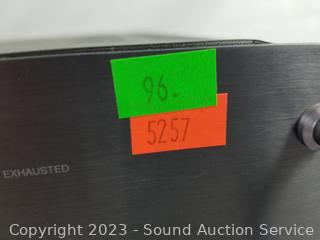 96.
5257
EXHAUSTED
Copyright 2023 - Sound Auction Service